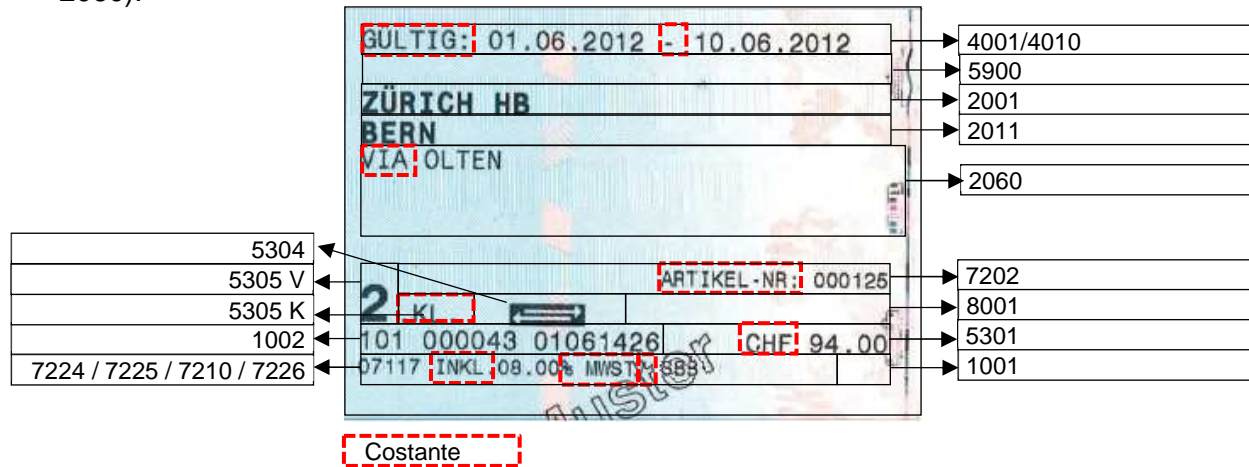 GÜLTIG: 01.06.2012 - 10.06.2012
4001/4010
5900
ZÜRICH HB
2001
BERN
2011
VIA OLTEN
2060
5304
5305 V
ARTIKEL-NR: 000125
7202
2 KL
5305 K
8001
1002
101 000043 01061426
CHF 94.00
5301
7224 / 7225 / 7210 / 7226
07117 INKL. 08.00% MWST
SBB
1001
Costante